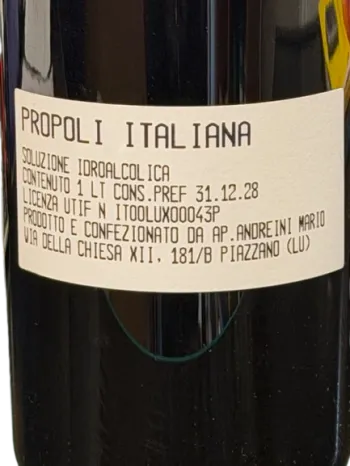 PROPOLI ITALIANA
SOLUZIONE IDROALCOLICA
CONTENUTO 1 LT CONS.PREF 31.12.28
LICENZA UTIF N IT00LUX00043P
PRODOTTO E CONFEZIONATO DA AP.ANDREINI MARIO
VIA DELLA CHIESA XII, 181/B PIAZZANO (LU)